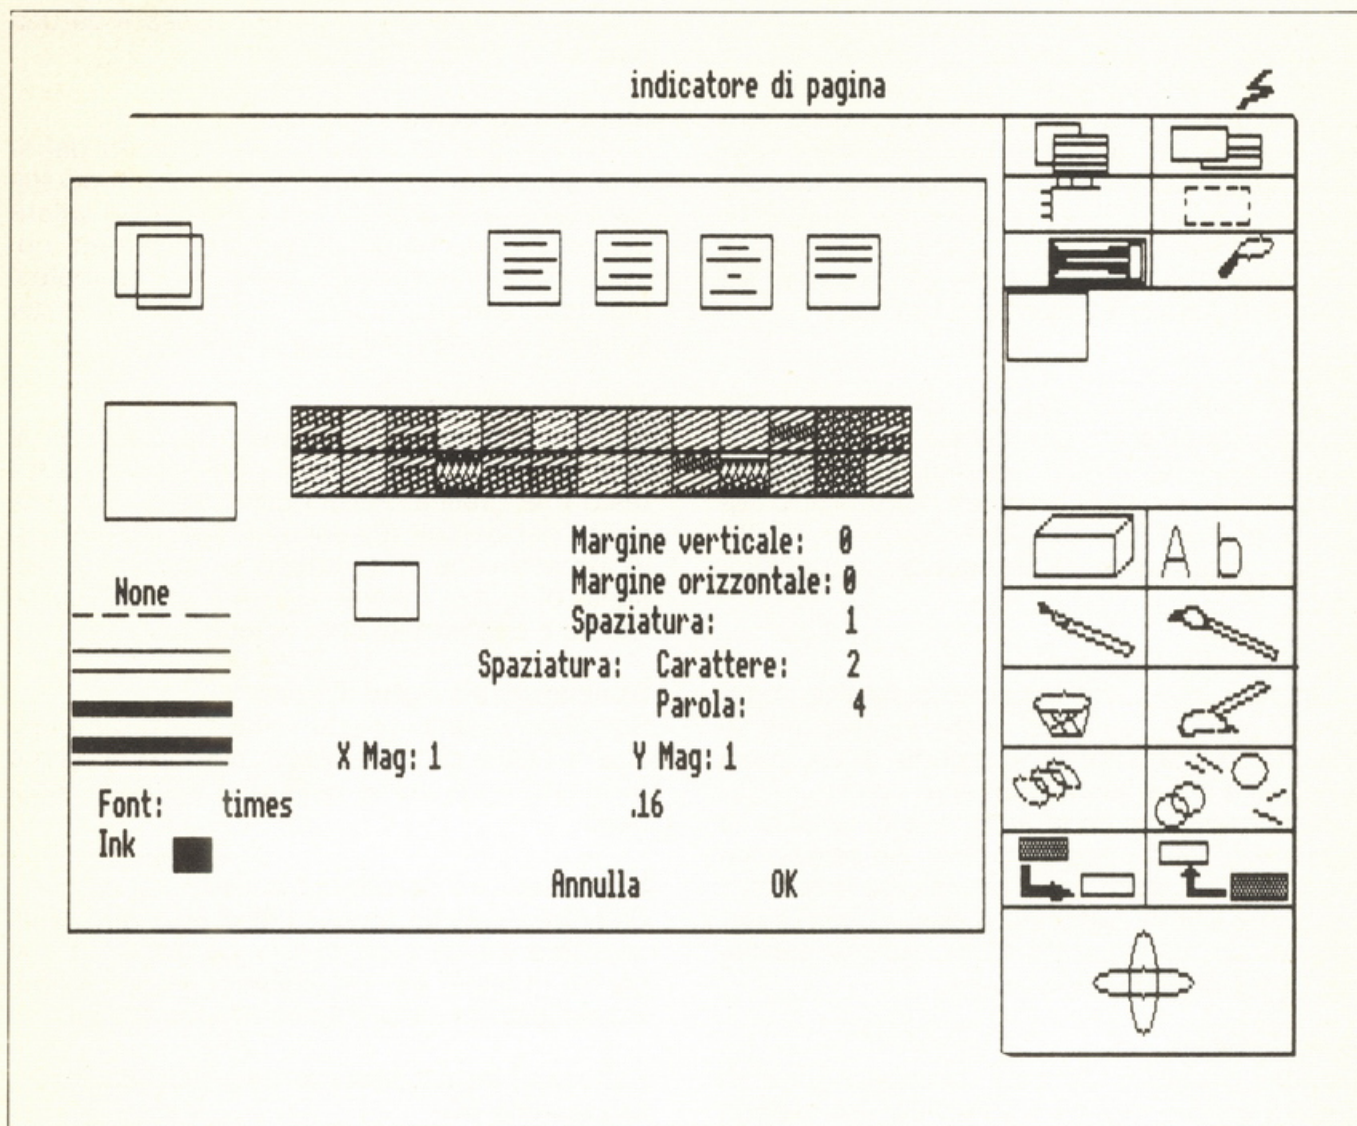 indicatore di pagina
A b
Margine verticale: 0
None
Margine orizzontale: 0
Spaziatura: 1
Spaziatura: Carattere: 2
Parola: 4
X Mag: 1 Y Mag: 1
Font: times .16
Ink
Annulla OK